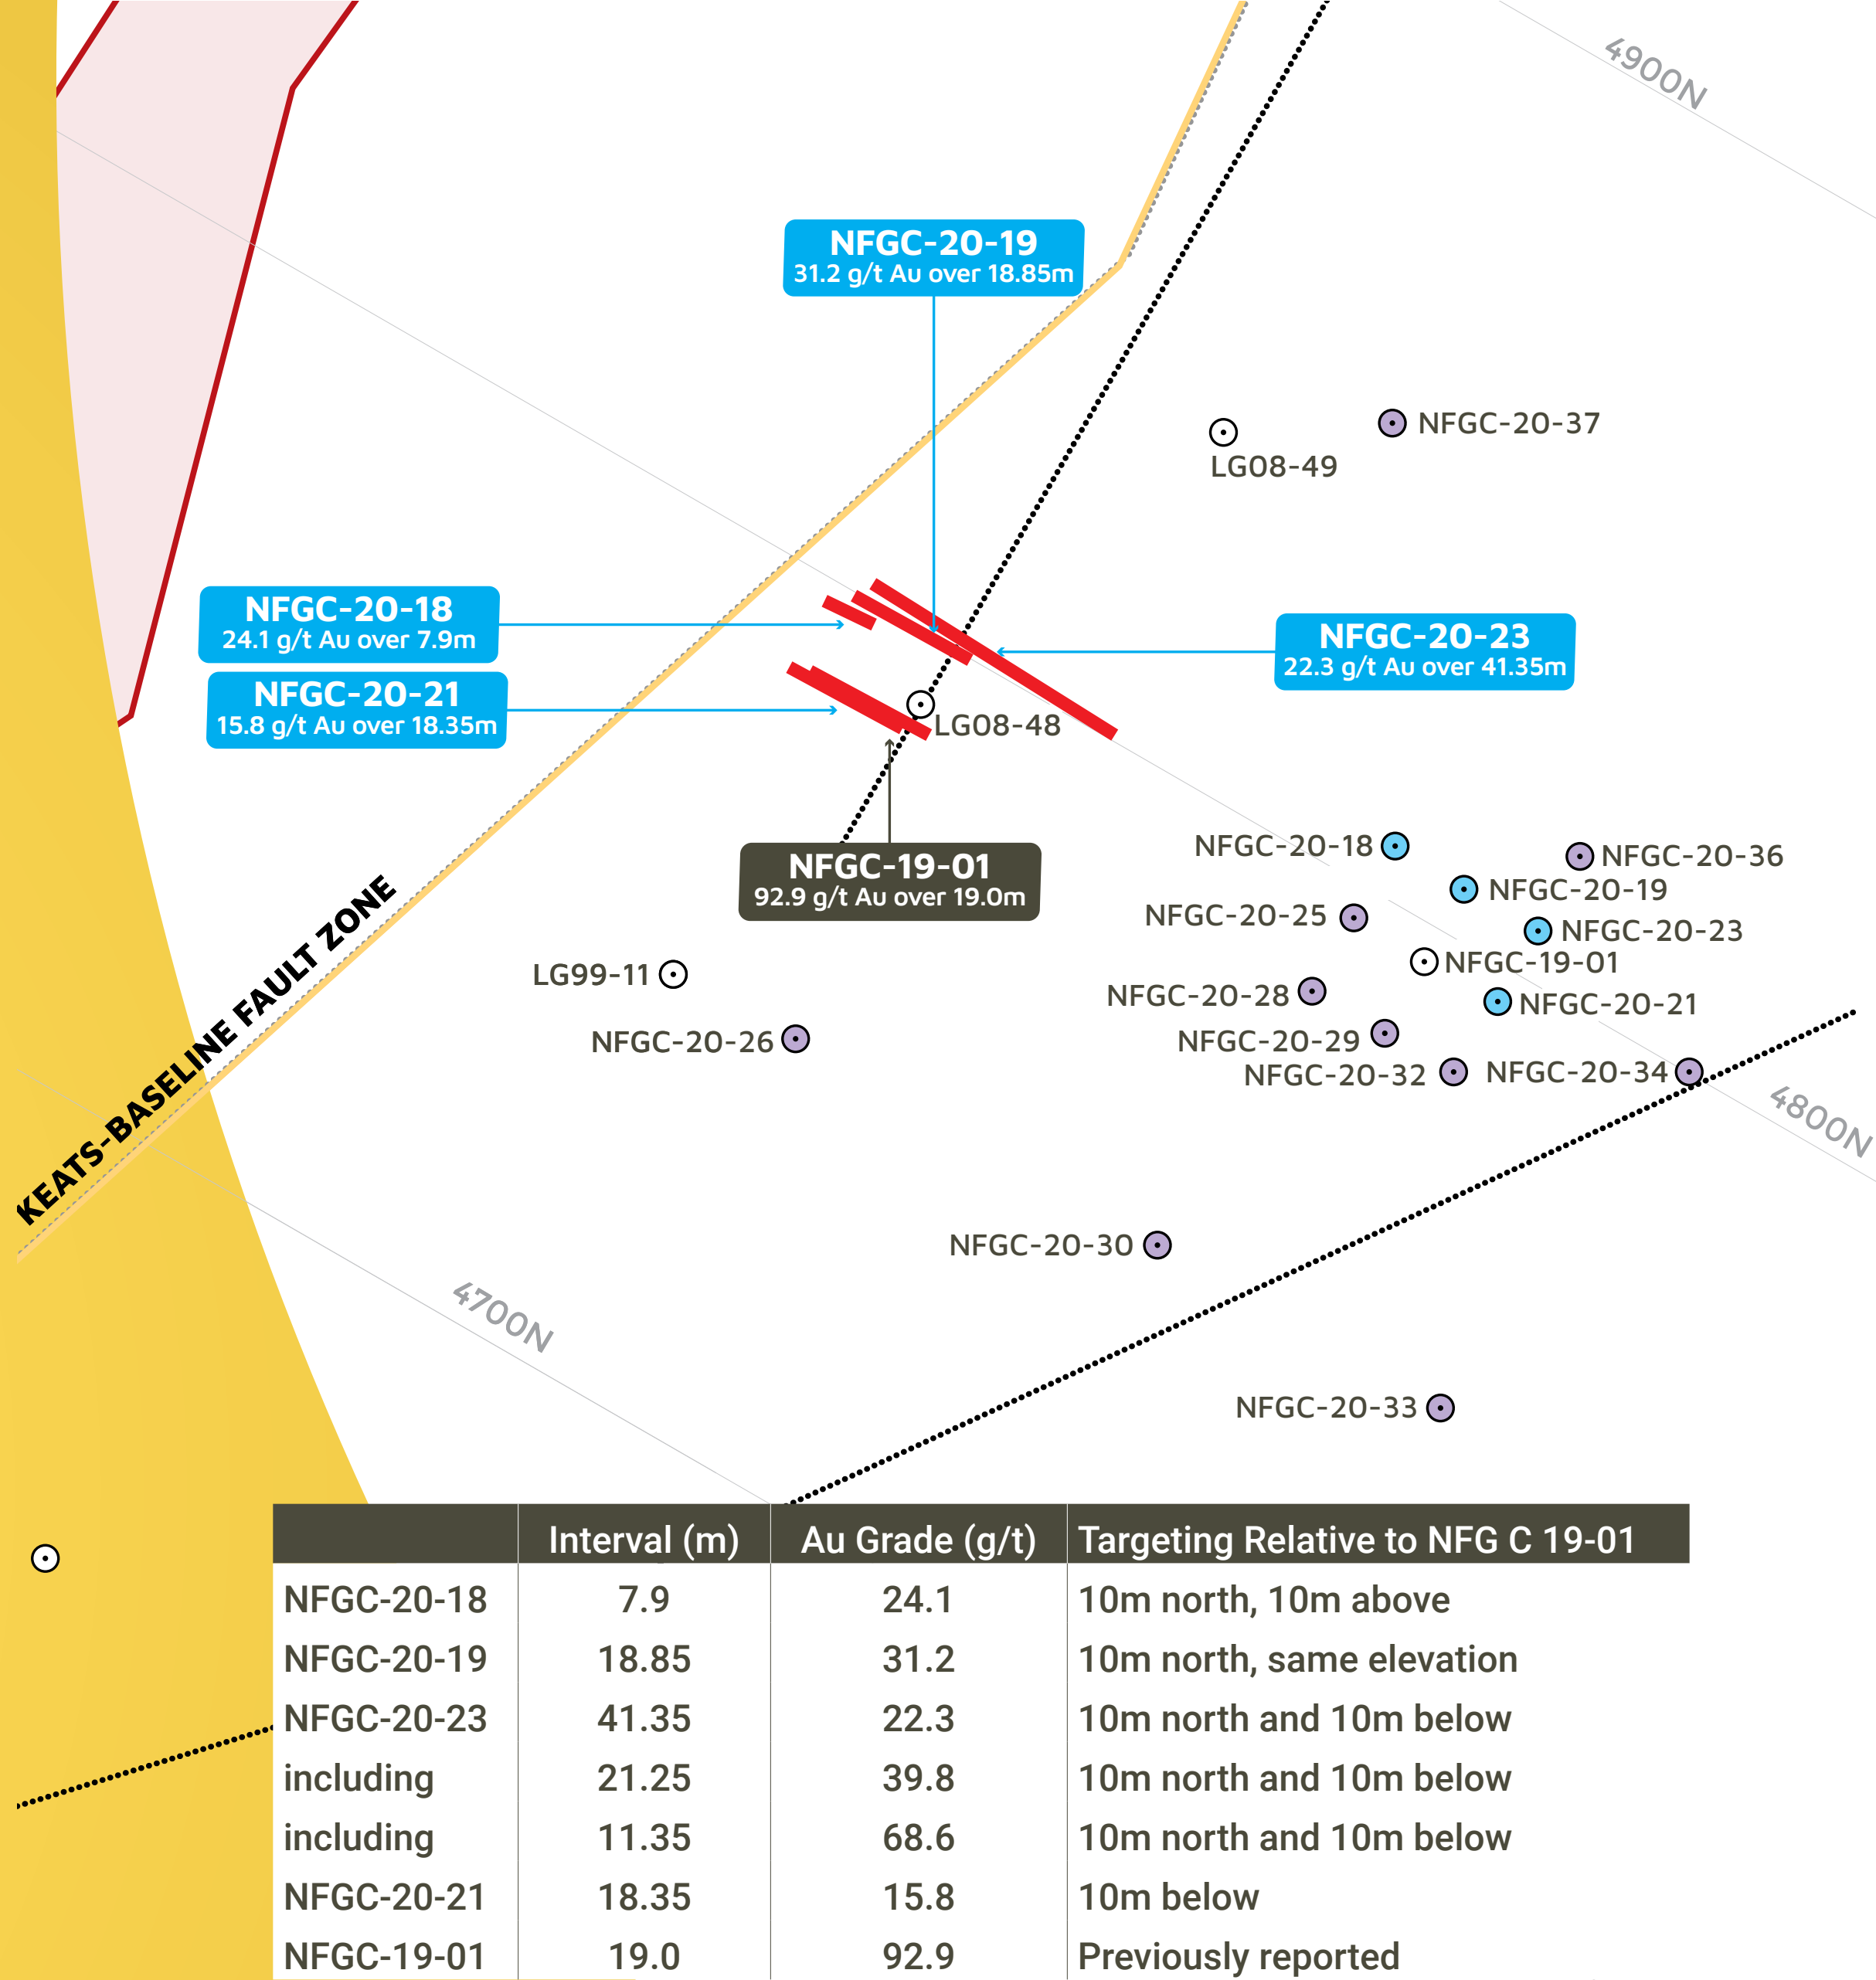 4900N
NFGC-20-19
31.2 g/t Au over 18.85m
NFGC-20-37
LG08-49
NFGC-20-18
24.1 g/t Au over 7.9m
NFGC-20-23
22.3 g/t Au over 41.35m
NFGC-20-21
15.8 g/t Au over 18.35m
LG08-48
NFGC-19-01
92.9 g/t Au over 19.0m
NFGC-20-18
NFGC-20-36
NFGC-20-19
NFGC-20-25
NFGC-20-23
NFGC-19-01
LG99-11
NFGC-20-28
NFGC-20-21
NFGC-20-26
NFGC-20-29
NFGC-20-32
NFGC-20-34
KEATS-BASELINE FAULT ZONE
4800N
NFGC-20-30
4700N
NFGC-20-33
Interval (m) Au Grade (g/t) Targeting Relative to NFG C 19-01
NFGC-20-18 7.9 24.1 10m north, 10m above
NFGC-20-19 18.85 31.2 10m north, same elevation
NFGC-20-23 41.35 22.3 10m north and 10m below
including 21.25 39.8 10m north and 10m below
including 11.35 68.6 10m north and 10m below
NFGC-20-21 18.35 15.8 10m below
NFGC-19-01 19.0 92.9 Previously reported